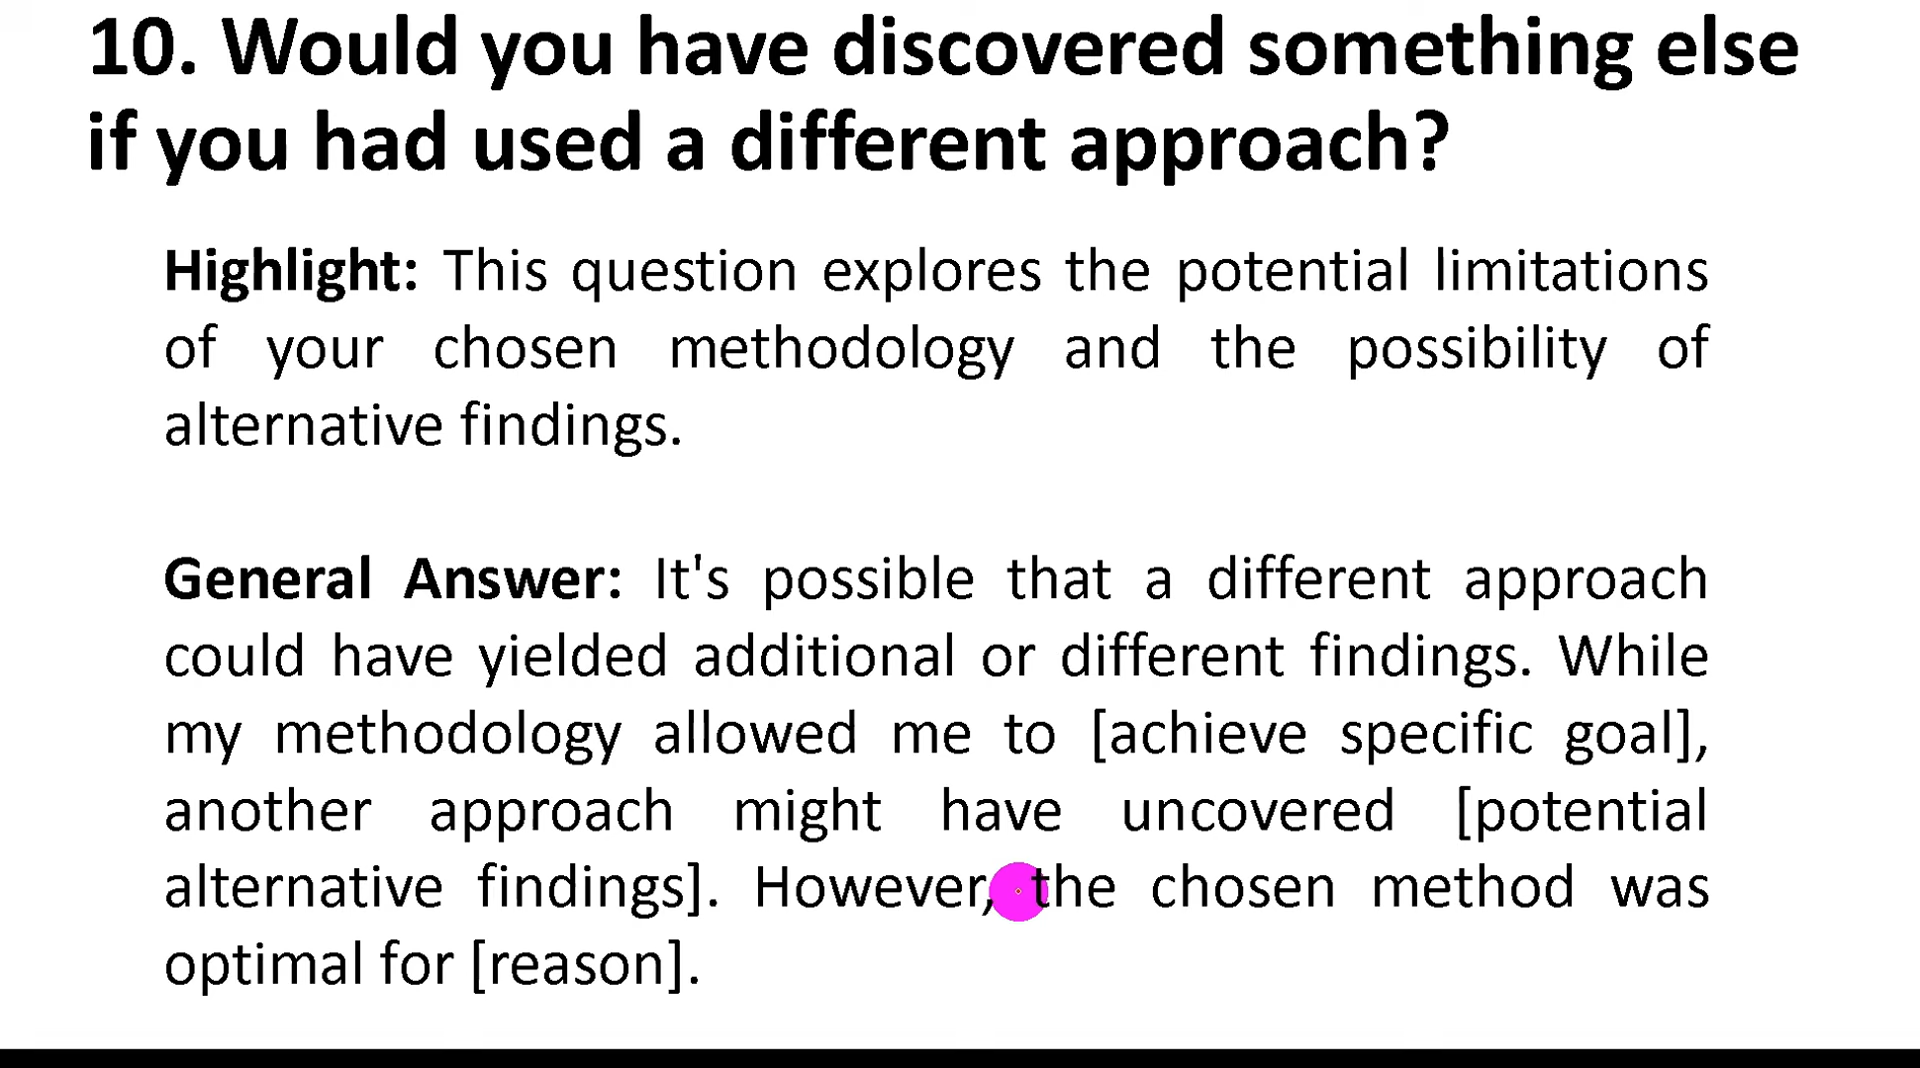 10. Would you have discovered something else
if you had used a different approach?
Highlight: This question explores the potential limitations
of your chosen methodology and the possibility of
alternative findings.
General Answer: It's possible that a different approach
could have yielded additional or different findings. While
my methodology allowed me to [achieve specific goal],
another approach might have uncovered [potential
alternative findings]. However, the chosen method was
optimal for [reason].